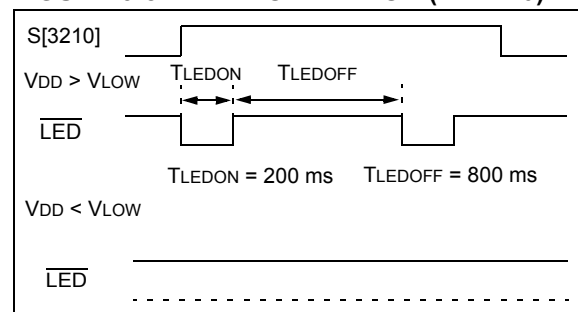 S[3210]
VDD > VLOW
TLEDON TLEDOFF
LED
TLEDON = 200 ms TLEDOFF = 800 ms
VDD < VLOW
LED